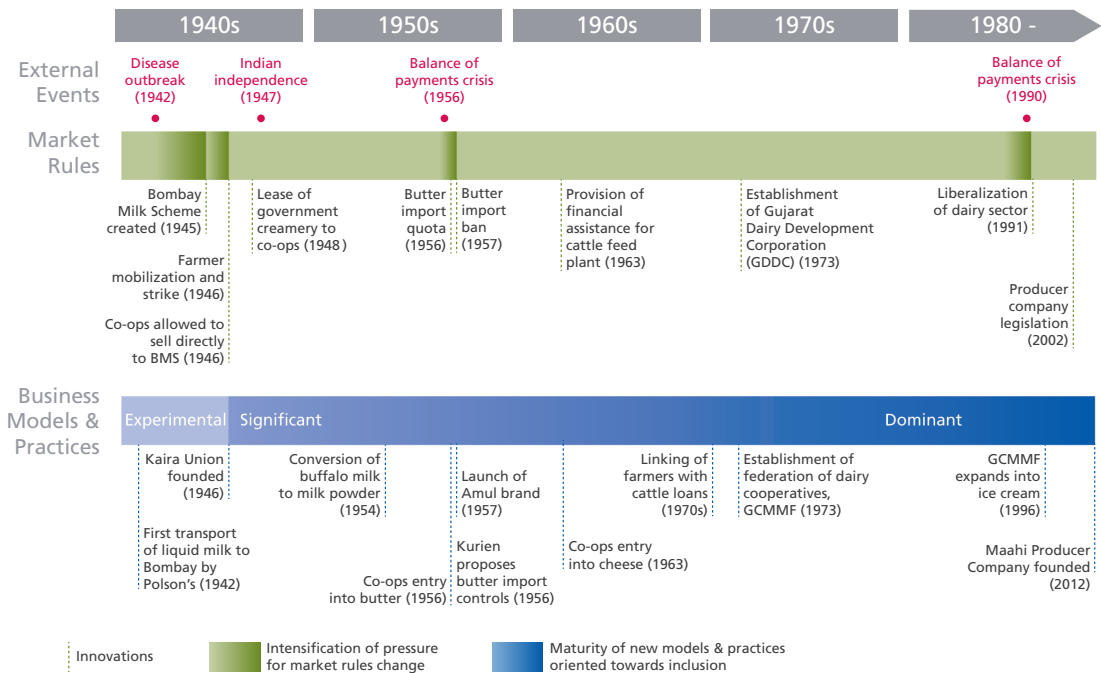 1940s
1950s
1960s
1970s
1980 -
External
Events
Disease
outbreak
(1942)
Indian
independence
(1947)
Balance of
payments crisis
(1956)
Balance of
payments crisis
(1990)
Market
Rules
Bombay
Milk Scheme
created (1945)
Farmer
mobilization and
strike (1946)
Co-ops allowed to
sell directly
to BMS (1946)
Lease of
government
creamery to
co-ops (1948)
Butter
import
quota
(1956)
Butter
import
ban
(1957)
Provision of
financial
assistance for
cattle feed
plant (1963)
Establishment
of Gujarat
Dairy Development
Corporation
(GDDC) (1973)
Liberalization
of dairy sector
(1991)
Producer
company
legislation
(2002)
Business
Models &
Practices
Experimental
Significant
Dominant
Kaira Union
founded
(1946)
First transport
of liquid milk to
Bombay by
Polson's (1942)
Conversion of
buffalo milk
to milk powder
(1954)
Co-ops entry
into butter (1956)
Launch of
Amul brand
(1957)
Kurien
proposes
butter import
controls (1956)
Co-ops entry
into cheese (1963)
Linking of
farmers with
cattle loans
(1970s)
Establishment of
federation of dairy
cooperatives,
GCMMF (1973)
GCMMF
expands into
ice cream
(1996)
Maahi Producer
Company founded
(2012)
Innovations
Intensification of pressure
for market rules change
Maturity of new models & practices
oriented towards inclusion